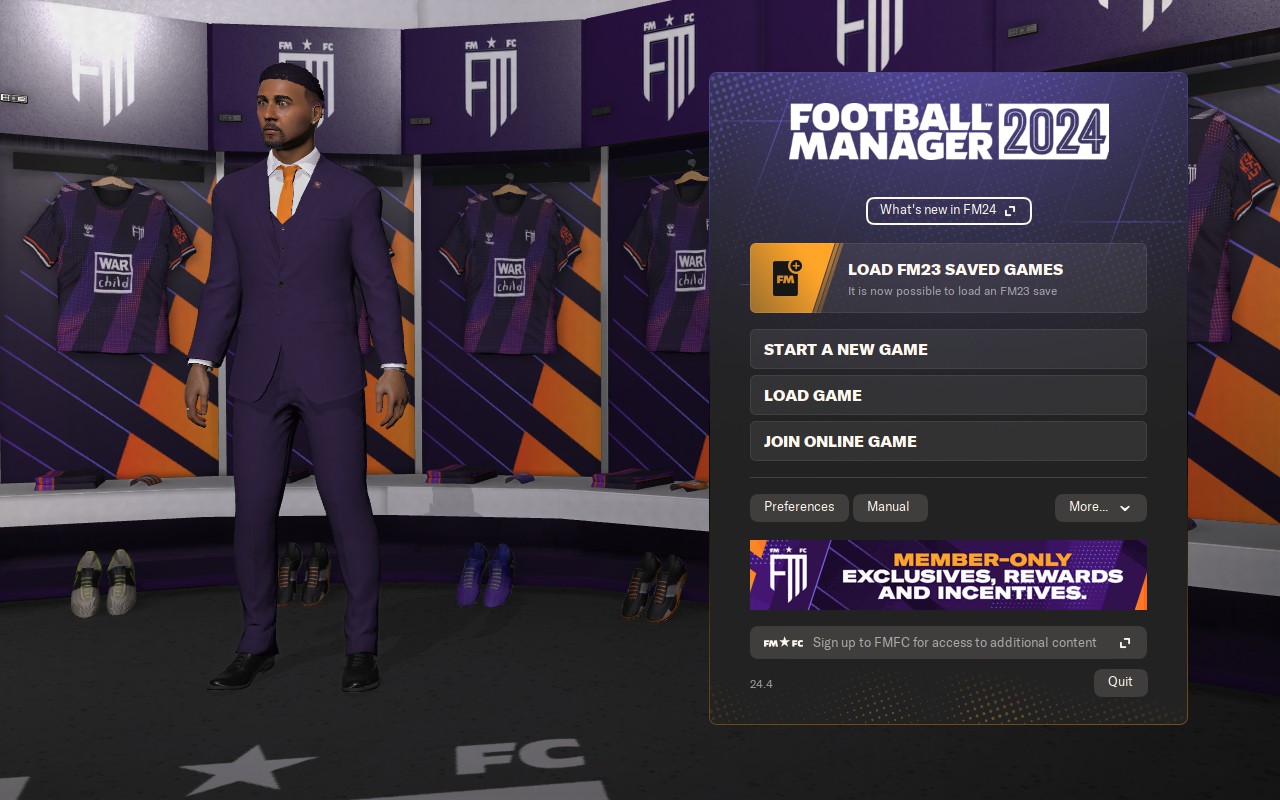 FM FC
FM
FM FC
FM
FM FC
FM
FM
FOOTBALL™
MANAGER 2024
What's new in FM24
FM
LOAD FM23 SAVED GAMES
It is now possible to load an FM23 save
START A NEW GAME
LOAD GAME
JOIN ONLINE GAME
Preferences
Manual
More...
FM FC
FM
MEMBER-ONLY
EXCLUSIVES, REWARDS
AND INCENTIVES.
FM★FC
Sign up to FMFC for access to additional content
24.4
Quit
WAR
child
WAR
child
WAR
child
FC